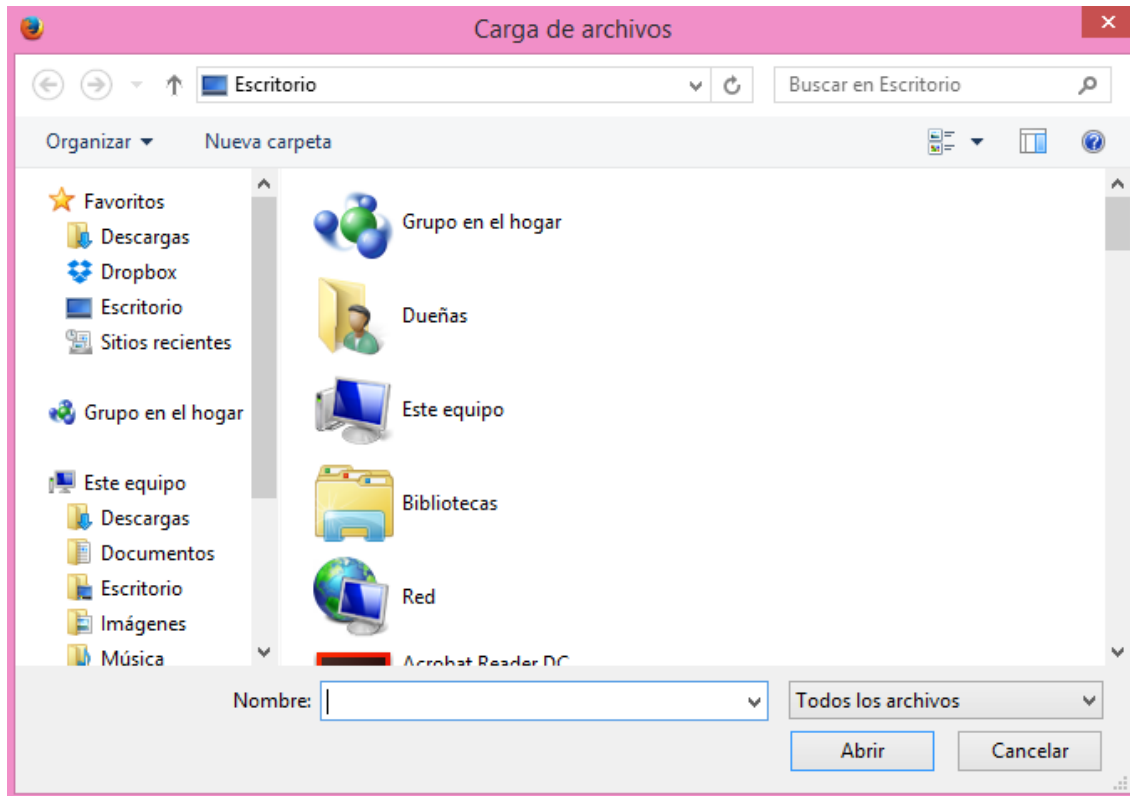 Carga de archivos
Escritorio
Buscar en Escritorio
Organizar
Nueva carpeta
Favoritos
Descargas
Dropbox
Escritorio
Sitios recientes
Grupo en el hogar
Este equipo
Descargas
Documentos
Escritorio
Imágenes
Música
Grupo en el hogar
Dueñas
Este equipo
Bibliotecas
Red
Acrobat Reader DC
Nombre:
Todos los archivos
Abrir
Cancelar